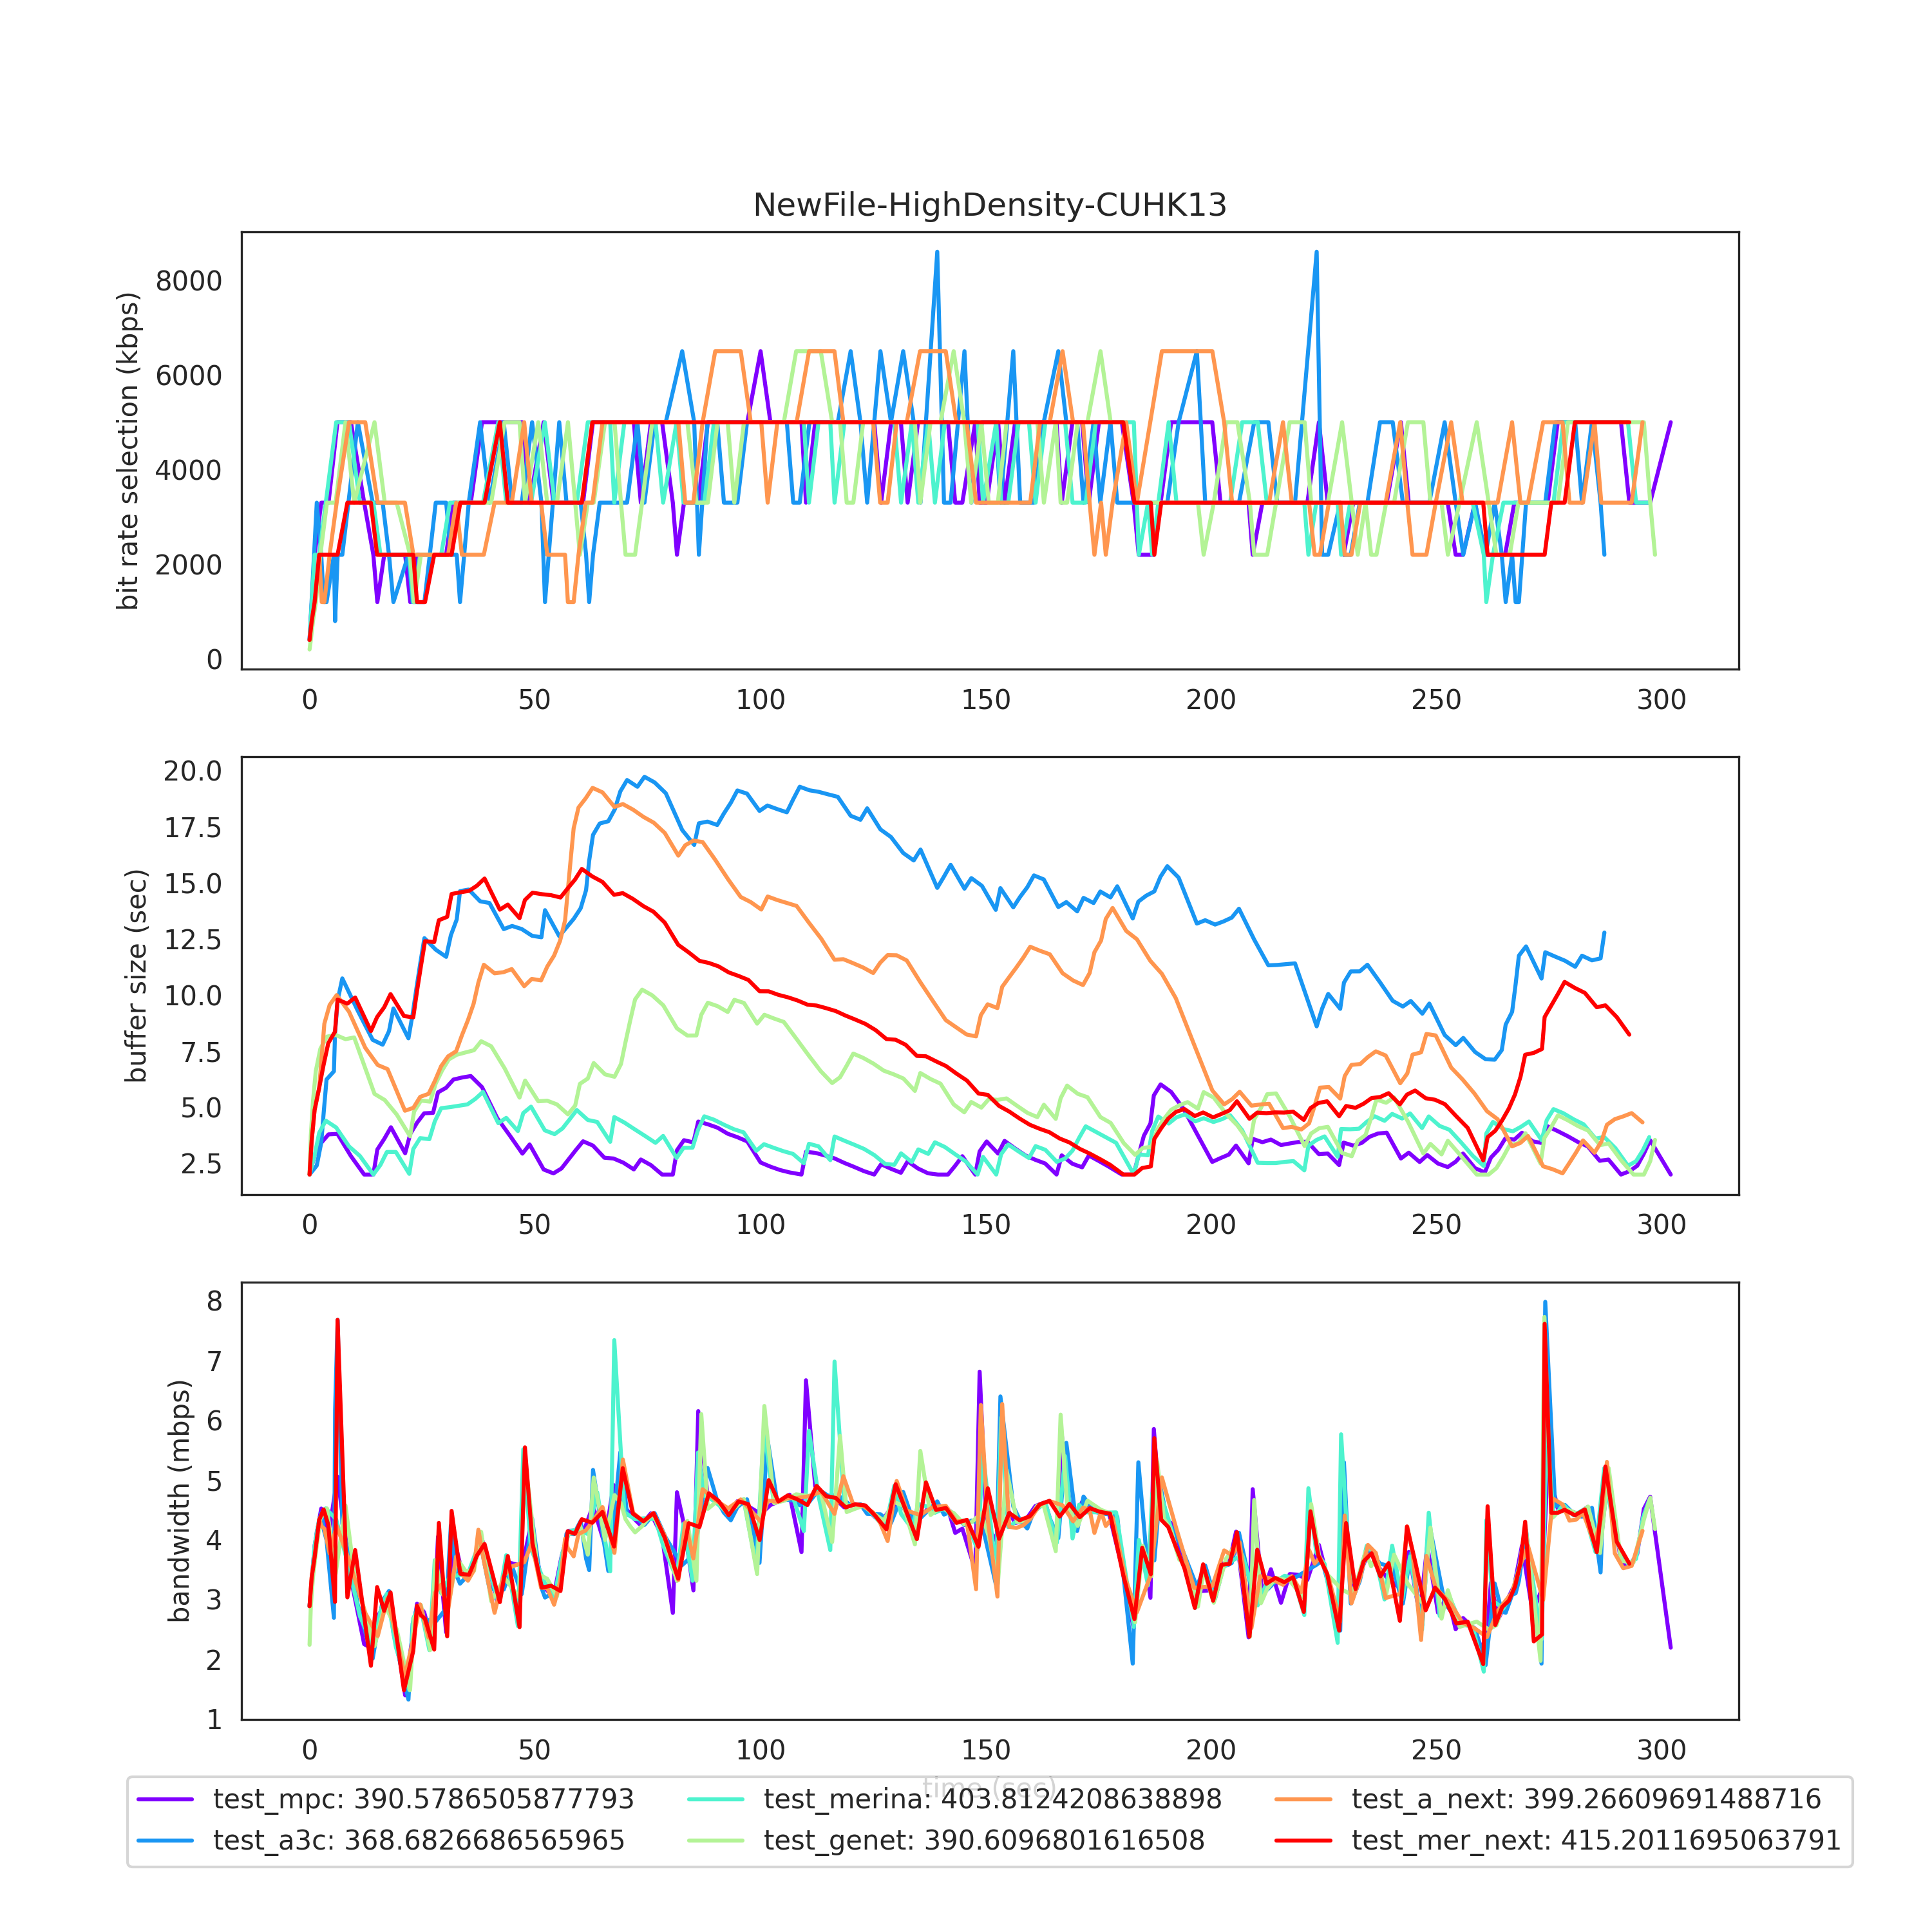 NewFile-HighDensity-CUHK13
bit rate selection (kbps)
8000
6000
4000
2000
0
0 50 100 150 200 250 300
buffer size (sec)
20.0
17.5
15.0
12.5
10.0
7.5
5.0
2.5
0 50 100 150 200 250 300
bandwidth (mbps)
8
7
6
5
4
3
2
1
0 50 100 150 200 250 300
time (sec)
test_mpc: 390.5786505877793 test_merina: 403.8124208638898 test_a_next: 399.26609691488716
test_a3c: 368.6826686565965 test_genet: 390.6096801616508 test_mer_next: 415.2011695063791